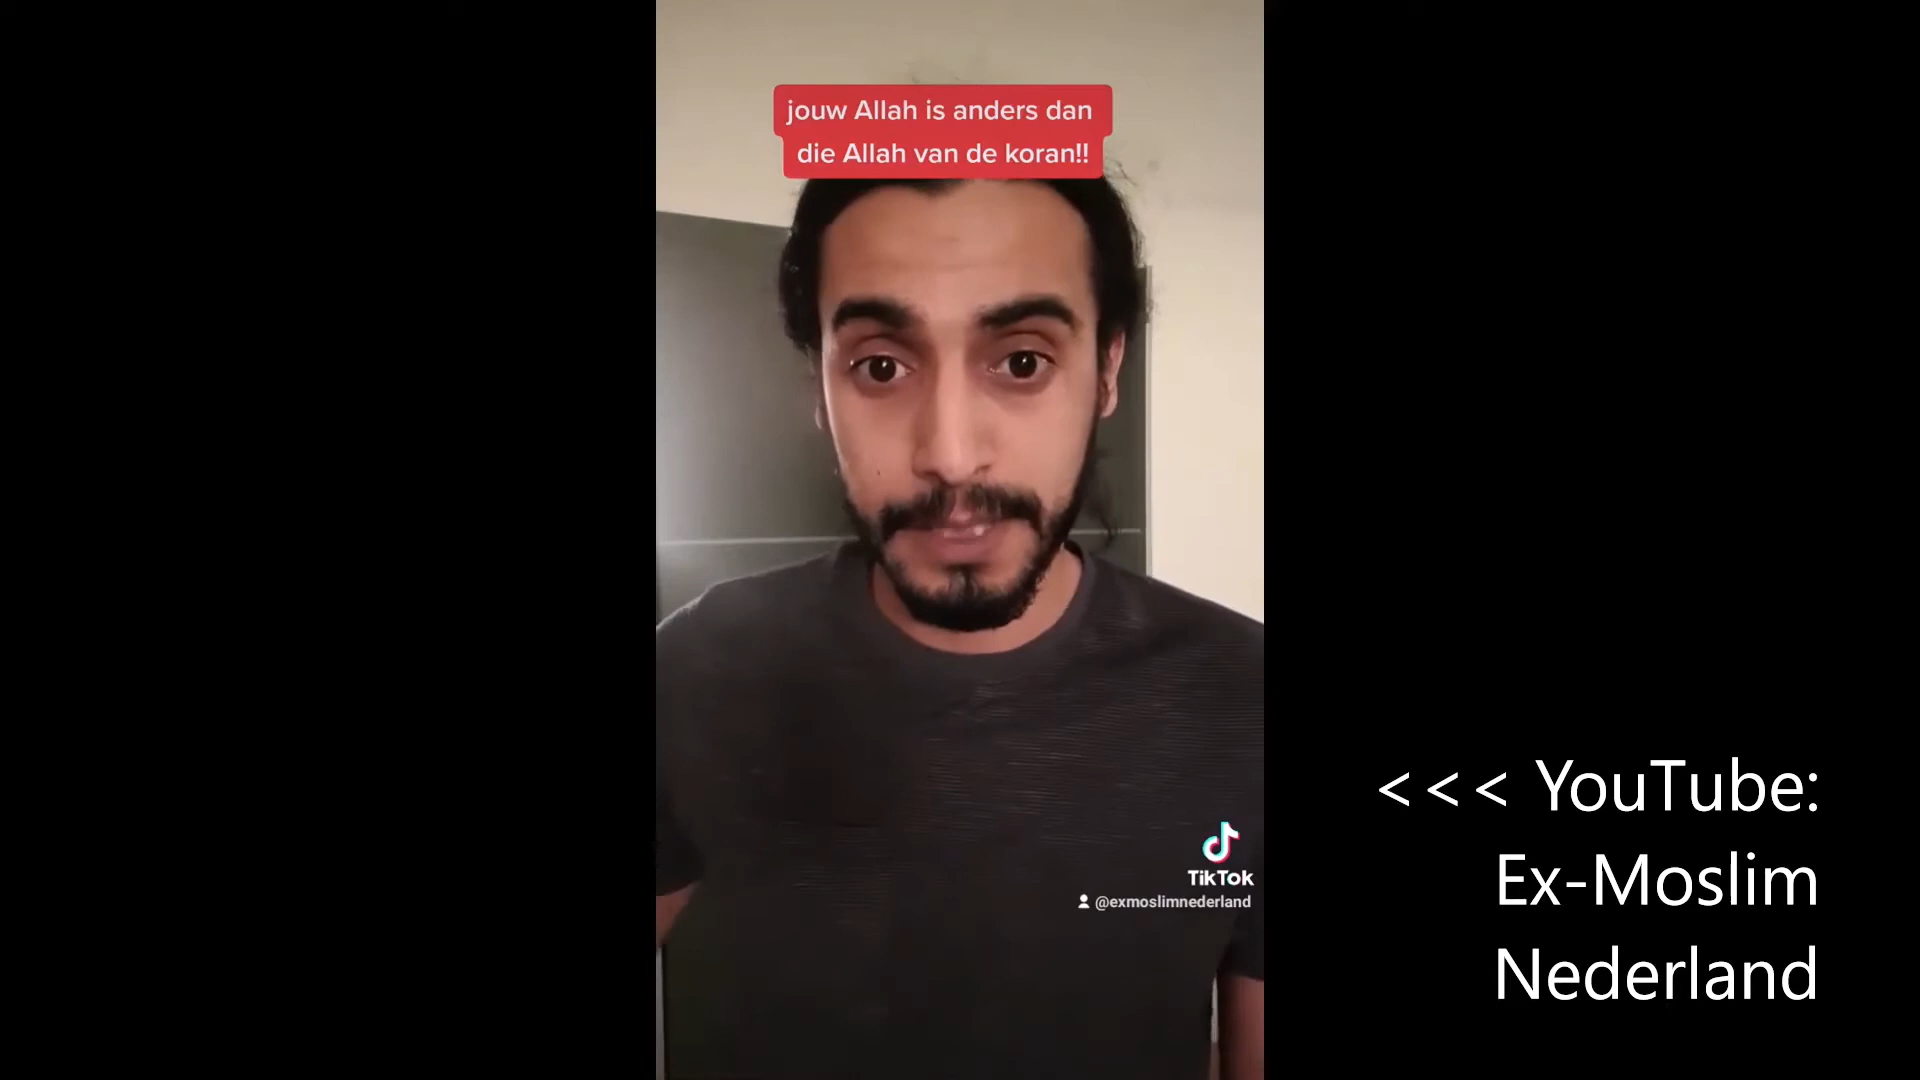 jouw Allah is anders dan
die Allah van de koran!!
TikTok
@exmoslimnederland
<<< YouTube:
Ex-Moslim
Nederland